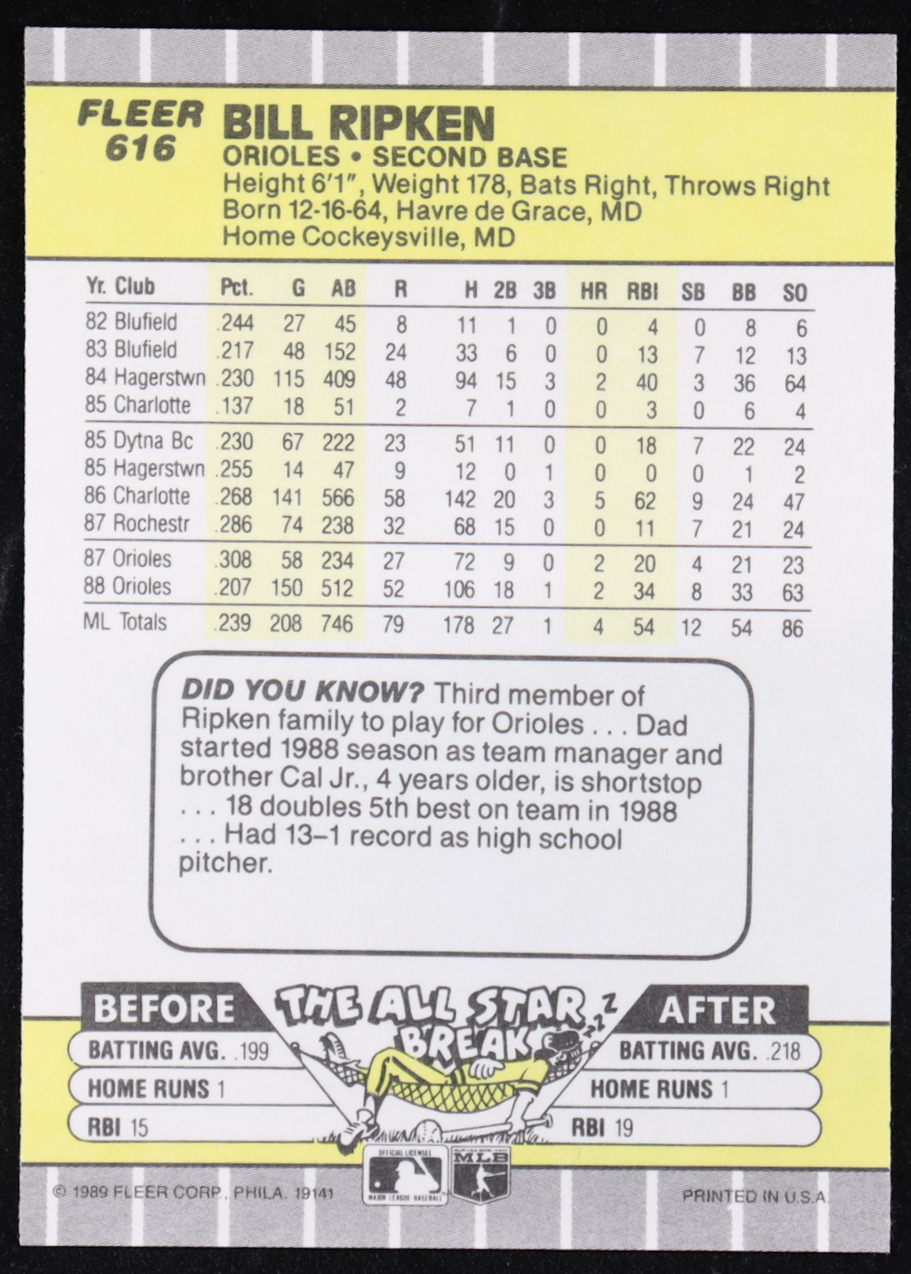 FLEER
616
BILL RIPKEN
ORIOLES • SECOND BASE
Height 6'1", Weight 178, Bats Right, Throws Right
Born 12-16-64, Havre de Grace, MD
Home Cockeysville, MD
Yr. Club Pct. G AB R H 2B 3B HR RBI SB BB SO
82 Blufield .244 27 45 8 11 1 0 0 4 0 8 6
83 Blufield .217 48 152 24 33 6 0 0 13 7 12 13
84 Hagerstwn .230 115 409 48 94 15 3 2 40 3 36 64
85 Charlotte .137 18 51 2 7 1 0 0 3 0 6 4
85 Dytna Bc .230 67 222 23 51 11 0 0 18 7 22 24
85 Hagerstwn .255 14 47 9 12 0 1 0 0 0 1 2
86 Charlotte .268 141 566 58 142 20 3 5 62 9 24 47
87 Rochestr .286 74 238 32 68 15 0 0 11 7 21 24
87 Orioles .308 58 234 27 72 9 0 2 20 4 21 23
88 Orioles .207 150 512 52 106 18 1 2 34 8 33 63
ML Totals .239 208 746 79 178 27 1 4 54 12 54 86
DID YOU KNOW? Third member of
Ripken family to play for Orioles . . . Dad
started 1988 season as team manager and
brother Cal Jr., 4 years older, is shortstop
. . . 18 doubles 5th best on team in 1988
. . . Had 13–1 record as high school
pitcher.
BEFORE
THE ALL STAR
BREAK
zzzz
AFTER
BATTING AVG. .199
HOME RUNS 1
RBI 15
BATTING AVG. .218
HOME RUNS 1
RBI 19
OFFICIAL LICENSEE
MAJOR LEAGUE BASEBALL
MLB
© 1989 FLEER CORP., PHILA. 19141
PRINTED IN U.S.A.